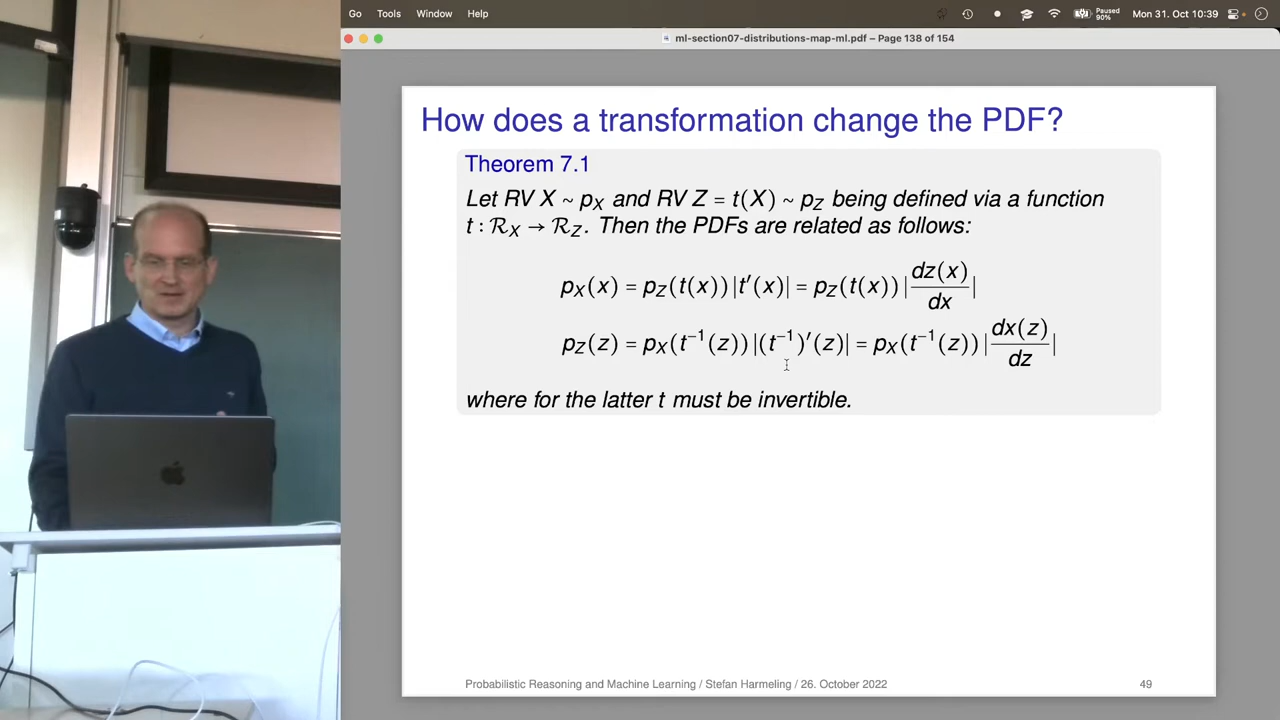 Go Tools Window Help Paused 90% Mon 31. Oct 10:39
ml-section07-distributions-map-ml.pdf – Page 138 of 154
How does a transformation change the PDF?
Theorem 7.1
Let RV X ~ p_X and RV Z = t(X) ~ p_Z being defined via a function
t : ℛ_X → ℛ_Z. Then the PDFs are related as follows:
p_X(x) = p_Z(t(x)) |t′(x)| = p_Z(t(x)) |dz(x)/dx|
p_Z(z) = p_X(t⁻¹(z)) |(t⁻¹)′(z)| = p_X(t⁻¹(z)) |dx(z)/dz|
where for the latter t must be invertible.
Probabilistic Reasoning and Machine Learning / Stefan Harmeling / 26. October 2022 49